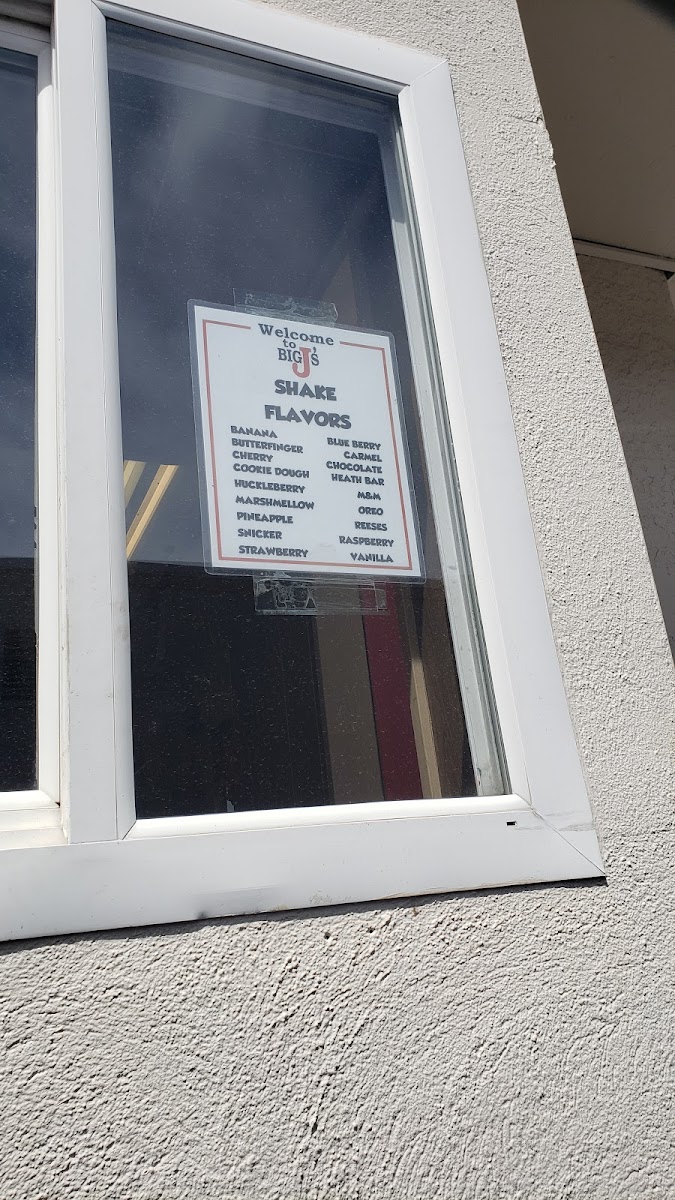 Welcome
to
BIG J'S
SHAKE
FLAVORS
BANANA
BUTTERFINGER
CHERRY
COOKIE DOUGH
HUCKLEBERRY
MARSHMELLOW
PINEAPPLE
SNICKER
STRAWBERRY
BLUE BERRY
CARMEL
CHOCOLATE
HEATH BAR
M&M
OREO
REESES
RASPBERRY
VANILLA